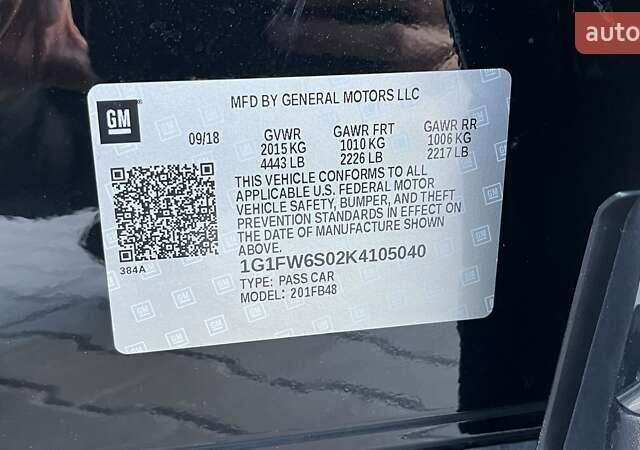 auto
GM
MFD BY GENERAL MOTORS LLC
09/18 GVWR GAWR FRT GAWR RR
2015 KG 1010 KG 1006 KG
4443 LB 2226 LB 2217 LB
THIS VEHICLE CONFORMS TO ALL
APPLICABLE U.S. FEDERAL MOTOR
VEHICLE SAFETY, BUMPER, AND THEFT
PREVENTION STANDARDS IN EFFECT ON
THE DATE OF MANUFACTURE SHOWN
ABOVE.
384A
1G1FW6S02K4105040
TYPE: PASS CAR
MODEL: 201FB48